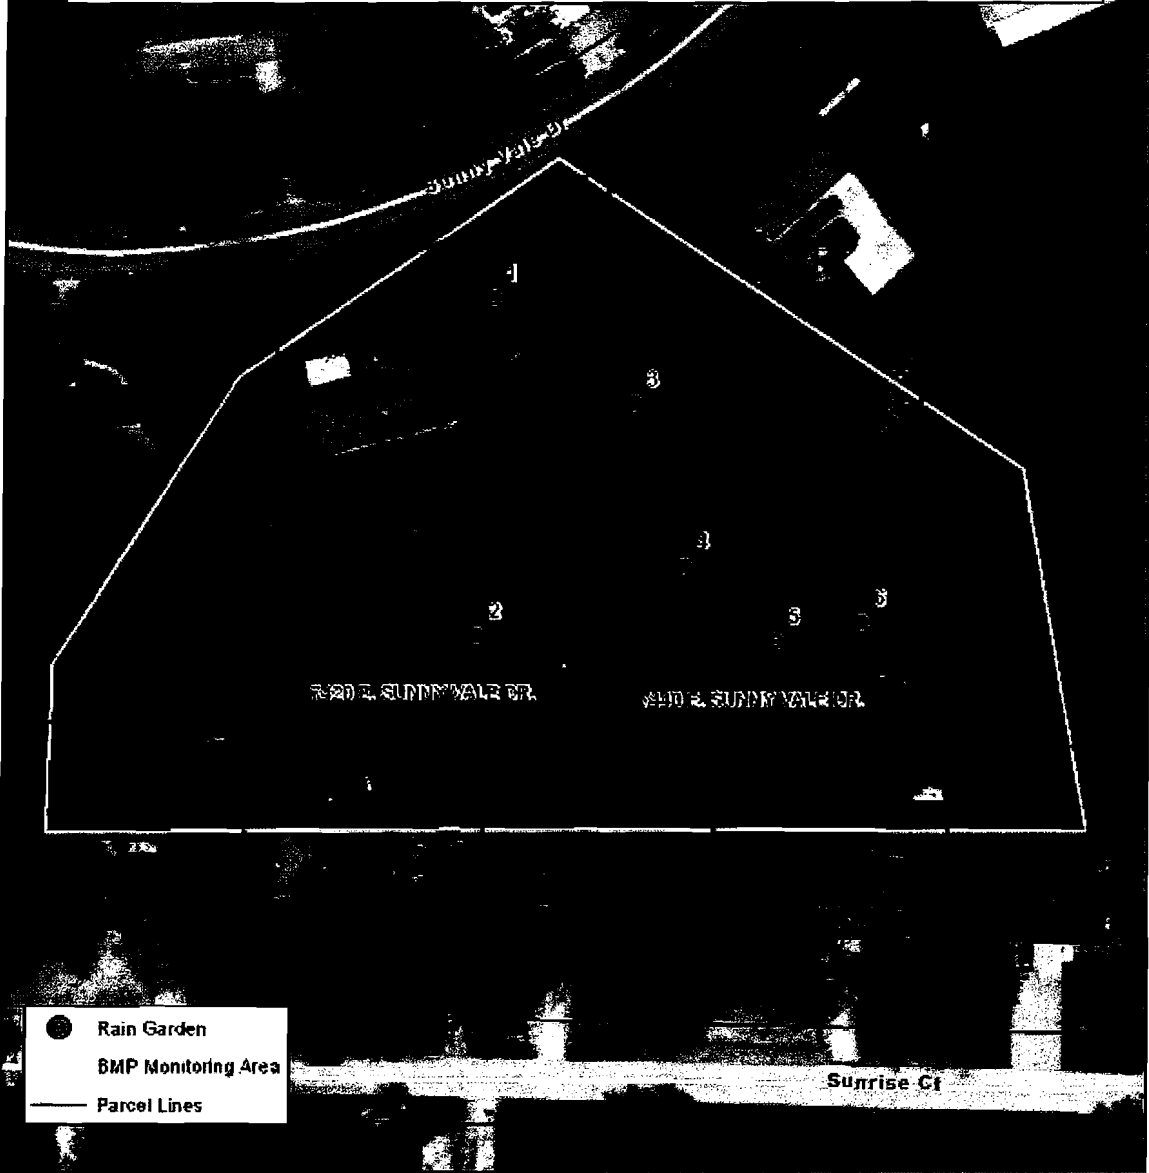 Sunny Vale Dr
1
3
4
2
5
6
E. SUNNY VALE DR.
E. SUNNY VALE DR.
Rain Garden
BMP Monitoring Area
Parcel Lines
Sunrise Ct